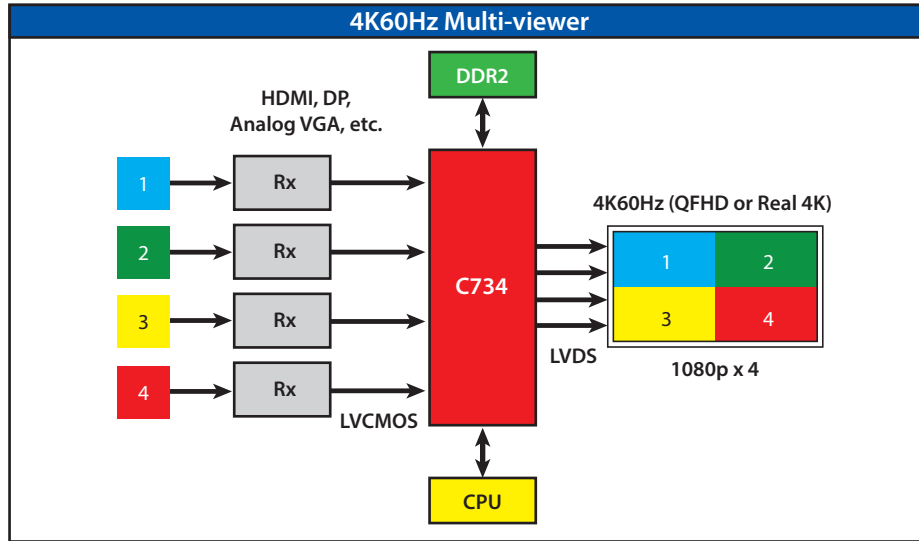 4K60Hz Multi-viewer
DDR2
HDMI, DP,
Analog VGA, etc.
1
Rx
2
Rx
3
Rx
4
Rx
LVCMOS
C734
CPU
LVDS
4K60Hz (QFHD or Real 4K)
1
2
3
4
1080p x 4